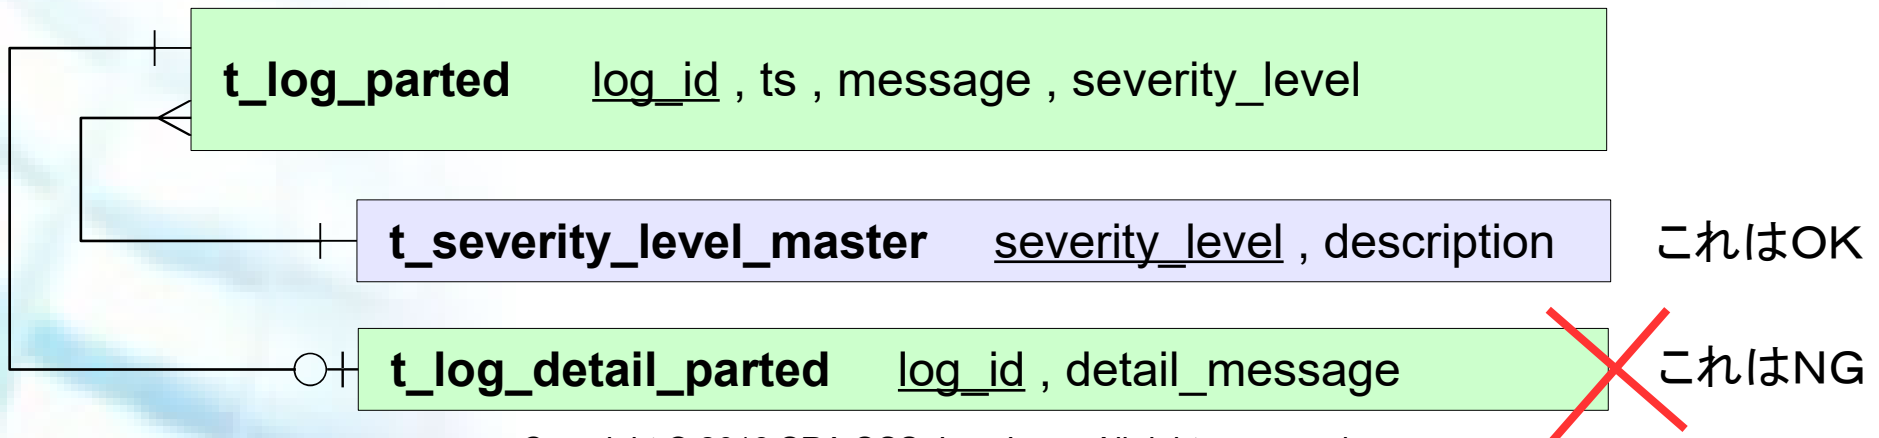 t_log_parted log_id , ts , message , severity_level
t_severity_level_master severity_level , description これはOK
t_log_detail_parted log_id , detail_message これはNG